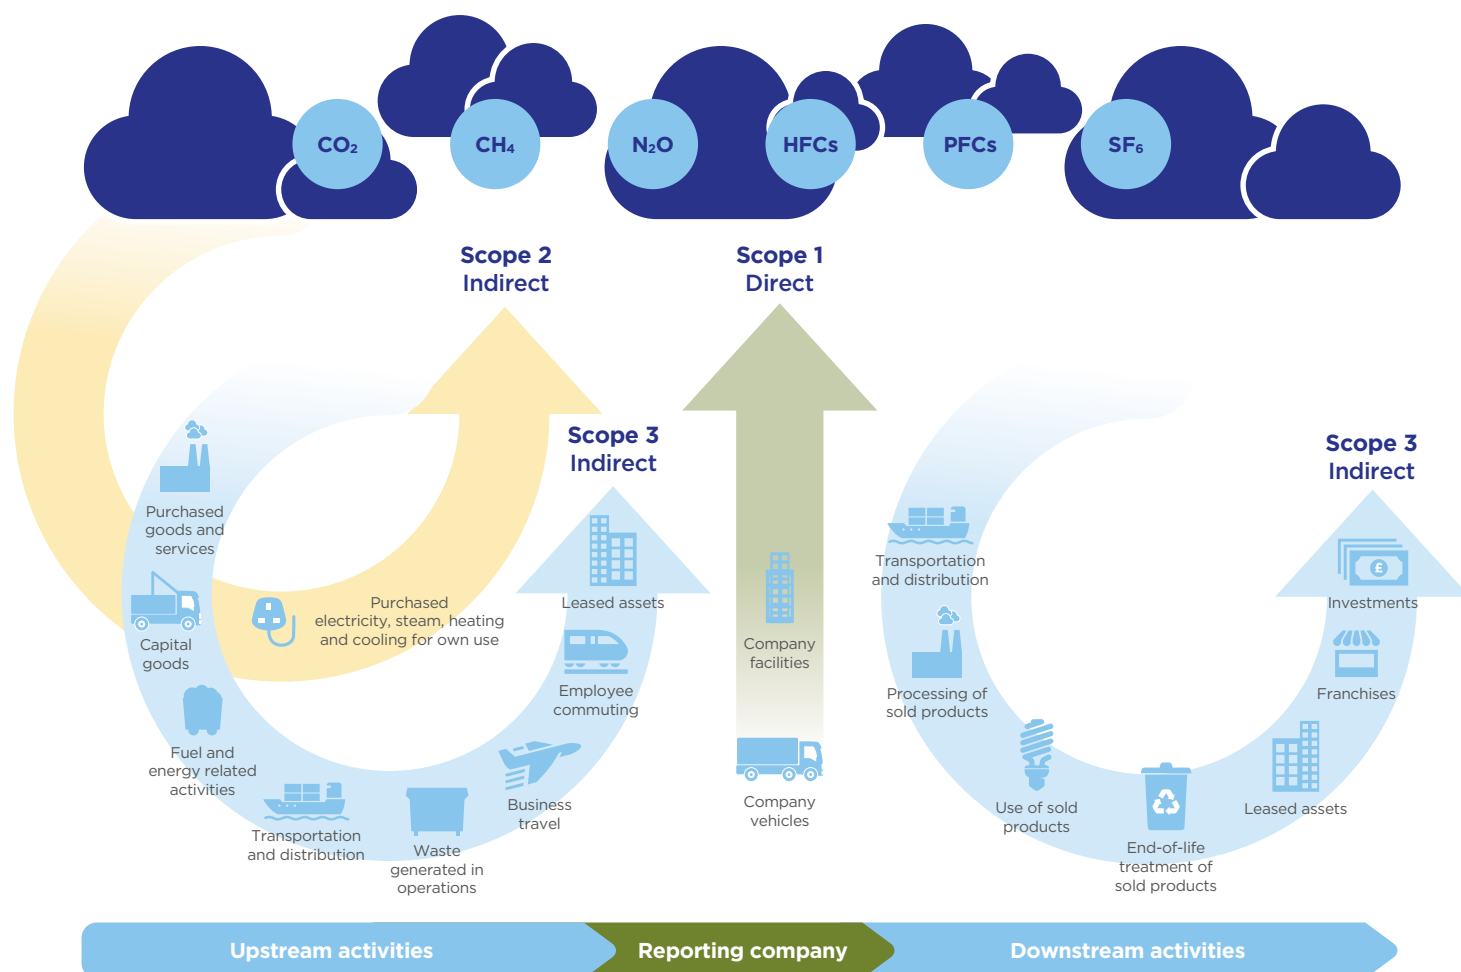 CO₂
CH₄
N₂O
HFCs
PFCs
SF₆
Scope 2
Indirect
Scope 1
Direct
Scope 3
Indirect
Scope 3
Indirect
Purchased
goods and
services
Capital
goods
Fuel and
energy related
activities
Transportation
and distribution
Waste
generated in
operations
Business
travel
Employee
commuting
Leased assets
Purchased
electricity, steam, heating
and cooling for own use
Company
facilities
Company
vehicles
Transportation
and distribution
Processing of
sold products
Use of sold
products
End-of-life
treatment of
sold products
Leased assets
Franchises
£
Investments
Upstream activities
Reporting company
Downstream activities